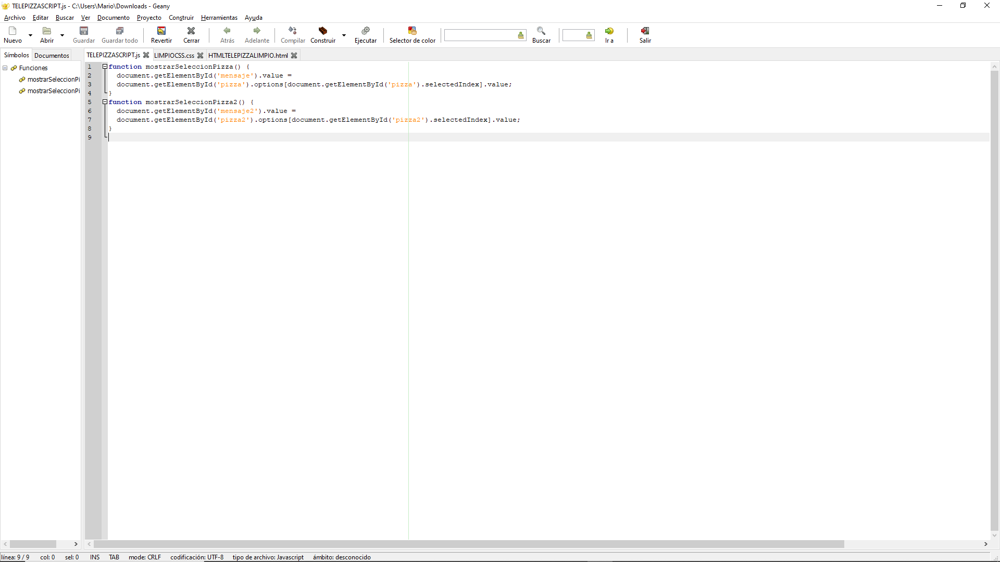 TELEPIZZASCRIPT.js - C:\Users\Mario\Downloads - Geany
Archivo Editar Buscar Ver Documento Proyecto Construir Herramientas Ayuda
Nuevo Abrir Guardar Guardar todo Revertir Cerrar Atrás Adelante Compilar Construir Ejecutar Selector de color Buscar Ir a Salir
Símbolos Documentos TELEPIZZASCRIPT.js LIMPIOCSS.css HTMLTELEPIZZALIMPIO.html
Funciones
mostrarSeleccionPi
mostrarSeleccionPi
1 function mostrarSeleccionPizza() {
2 document.getElementById('mensaje').value =
3 document.getElementById('pizza').options[document.getElementById('pizza').selectedIndex].value;
4 }
5 function mostrarSeleccionPizza2() {
6 document.getElementById('mensaje2').value =
7 document.getElementById('pizza2').options[document.getElementById('pizza2').selectedIndex].value;
8 }
9
línea: 9 / 9 col: 0 sel: 0 INS TAB mode: CRLF codificación: UTF-8 tipo de archivo: Javascript ámbito: desconocido